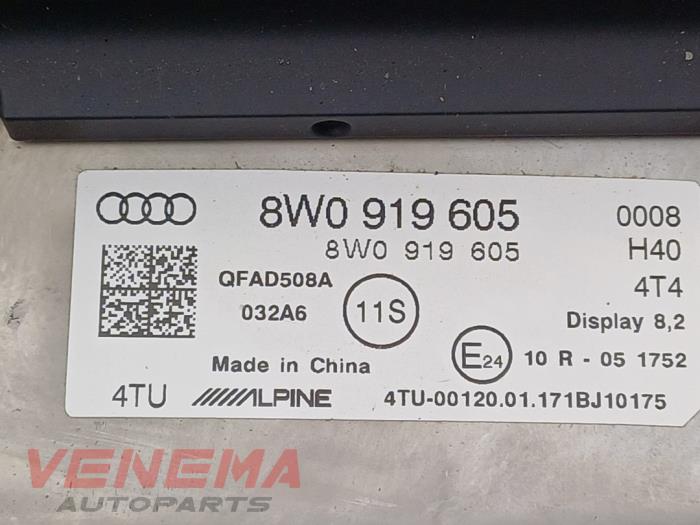 8W0 919 605 0008
8W0 919 605 H40
QFAD508A 4T4
032A6 11S Display 8,2
Made in China E24 10 R - 05 1752
4TU ALPINE 4TU-00120.01.171BJ10175
VENEMA
AUTOPARTS